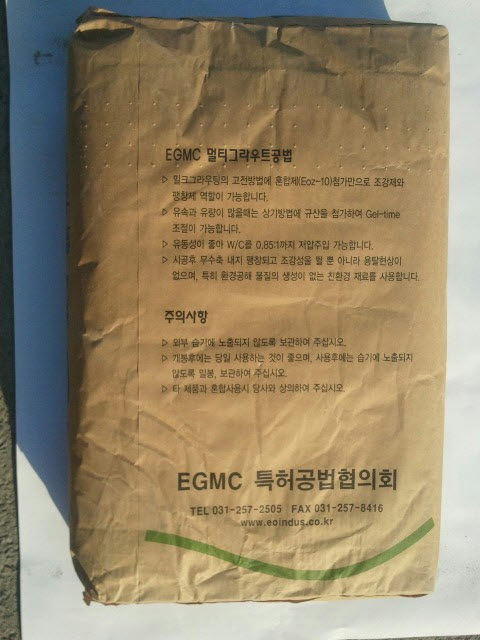 EGMC 멀티그라우트공법
▷ 밀크그라우팅의 고전방법에 혼합제(Eoz-10)첨가만으로 조강제와
팽창제 역할이 가능합니다.
▷ 유속과 유량이 많을때는 상기방법에 규산을 첨가하여 Gel-time
조절이 가능합니다.
▷ 유동성이 좋아 W/C를 0.85:1까지 저압주입 가능합니다.
▷ 시공후 무수축 내지 팽창되고 조강성을 뛸 뿐 아니라 용탈현상이
없으며, 특히 환경공해 물질의 생성이 없는 친환경 재료를 사용합니다.
주의사항
▷ 외부 습기에 노출되지 않도록 보관하여 주십시오.
▷ 개봉후에는 당일 사용하는 것이 좋으며, 사용후에는 습기에 노출되지
않도록 밀봉, 보관하여 주십시오.
▷ 타 제품과 혼합사용시 당사와 상의하여 주십시오.
EGMC 특허공법협의회
TEL 031-257-2505 FAX 031-257-8416
www.eoindus.co.kr